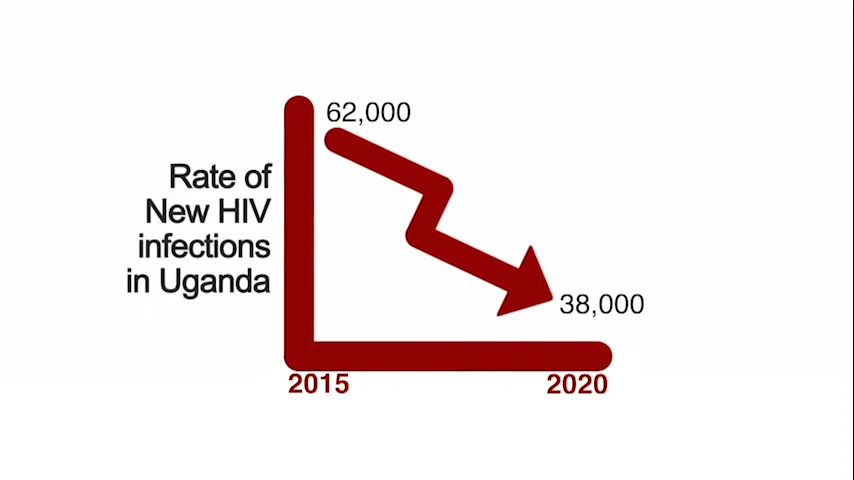 62,000
Rate of
New HIV
infections
in Uganda
38,000
2015 2020